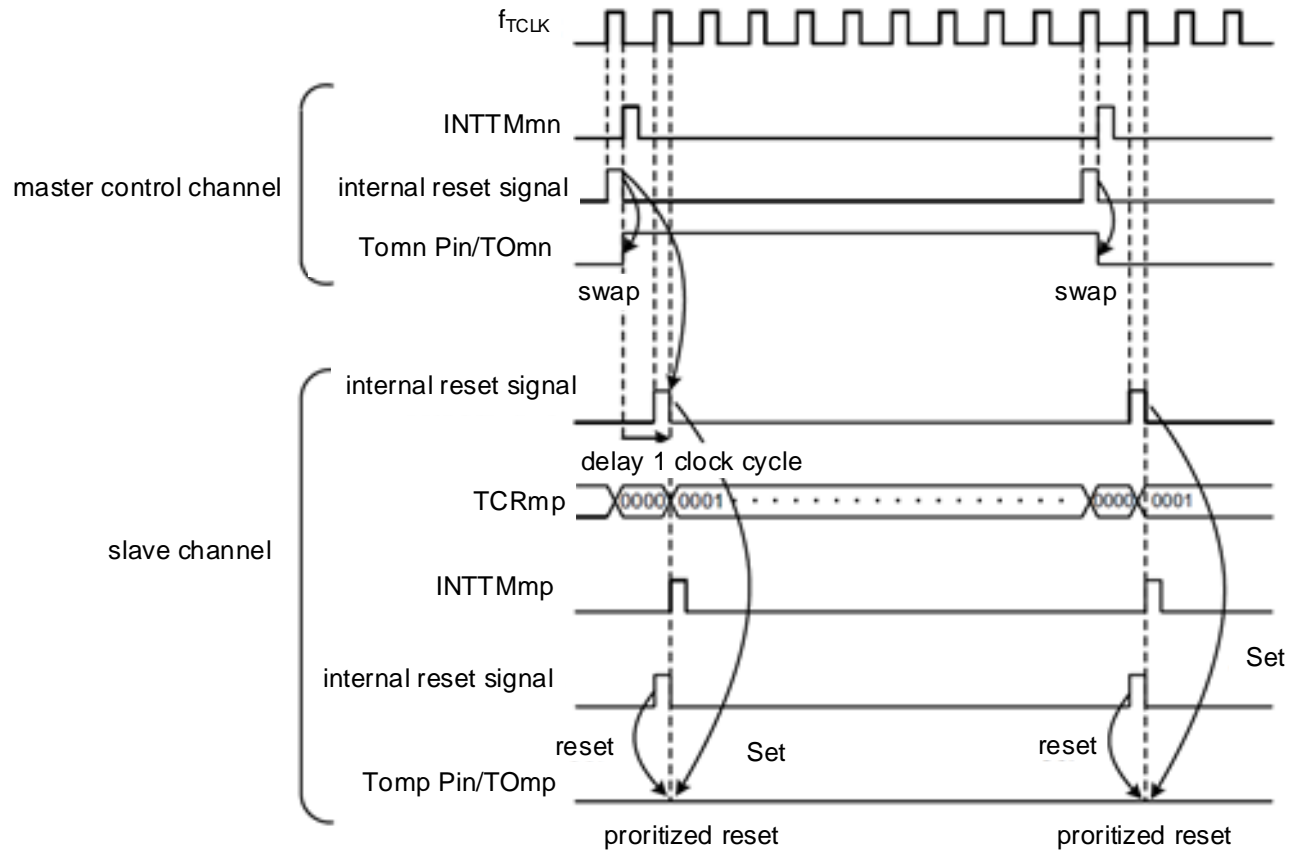 fTCLK
INTTMmn
master control channel
internal reset signal
Tomn Pin/TOmn
swap
swap
internal reset signal
delay 1 clock cycle
TCRmp
0000
0001
0000
0001
slave channel
INTTMmp
Set
internal reset signal
reset
Set
reset
Tomp Pin/TOmp
proritized reset
proritized reset